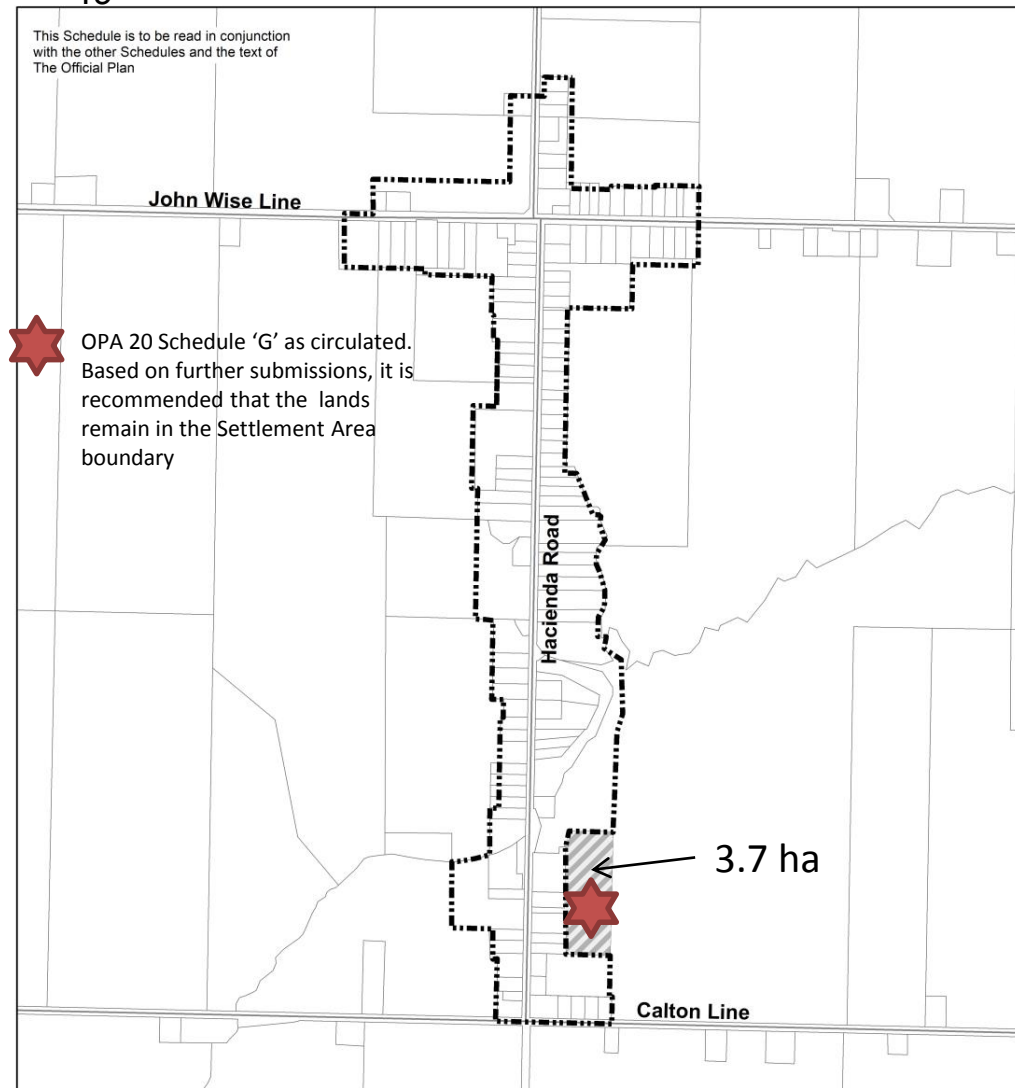 This Schedule is to be read in conjunction
with the other Schedules and the text of
The Official Plan
John Wise Line
OPA 20 Schedule ‘G’ as circulated.
Based on further submissions, it is
recommended that the lands
remain in the Settlement Area
boundary
Hacienda Road
3.7 ha
Calton Line